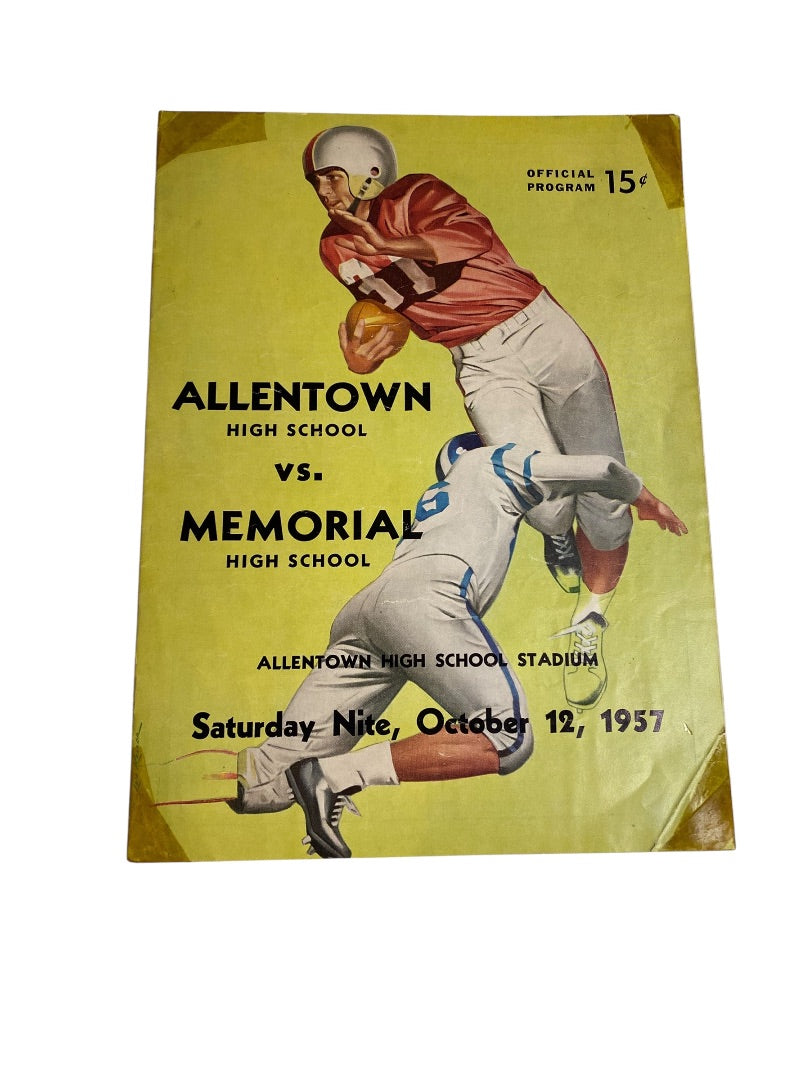 OFFICIAL
PROGRAM 15¢
ALLENTOWN
HIGH SCHOOL
VS.
MEMORIAL
HIGH SCHOOL
ALLENTOWN HIGH SCHOOL STADIUM
Saturday Nite, October 12, 1957